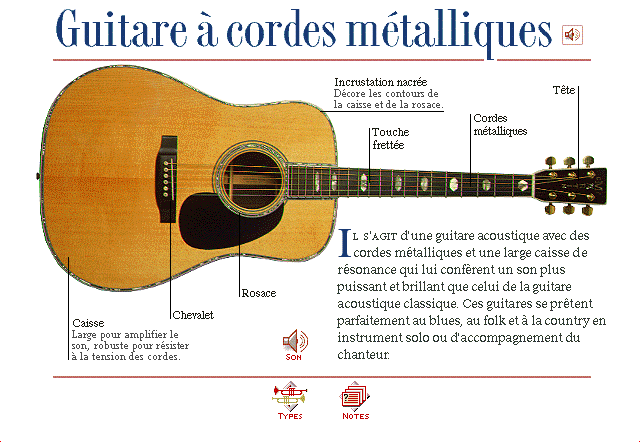 Guitare à cordes métalliques
Incrustation nacrée
Décore les contours de
la caisse et de la rosace.
Tête
Cordes
métalliques
Touche
frettée
IL S'AGIT d'une guitare acoustique avec des
cordes métalliques et une large caisse de
résonance qui lui confèrent un son plus
puissant et brillant que celui de la guitare
acoustique classique. Ces guitares se prêtent
parfaitement au blues, au folk et à la country en
instrument solo ou d'accompagnement du
chanteur.
Rosace
Chevalet
Caisse
Large pour amplifier le
son, robuste pour résister
à la tension des cordes.
SON
TYPES
NOTES